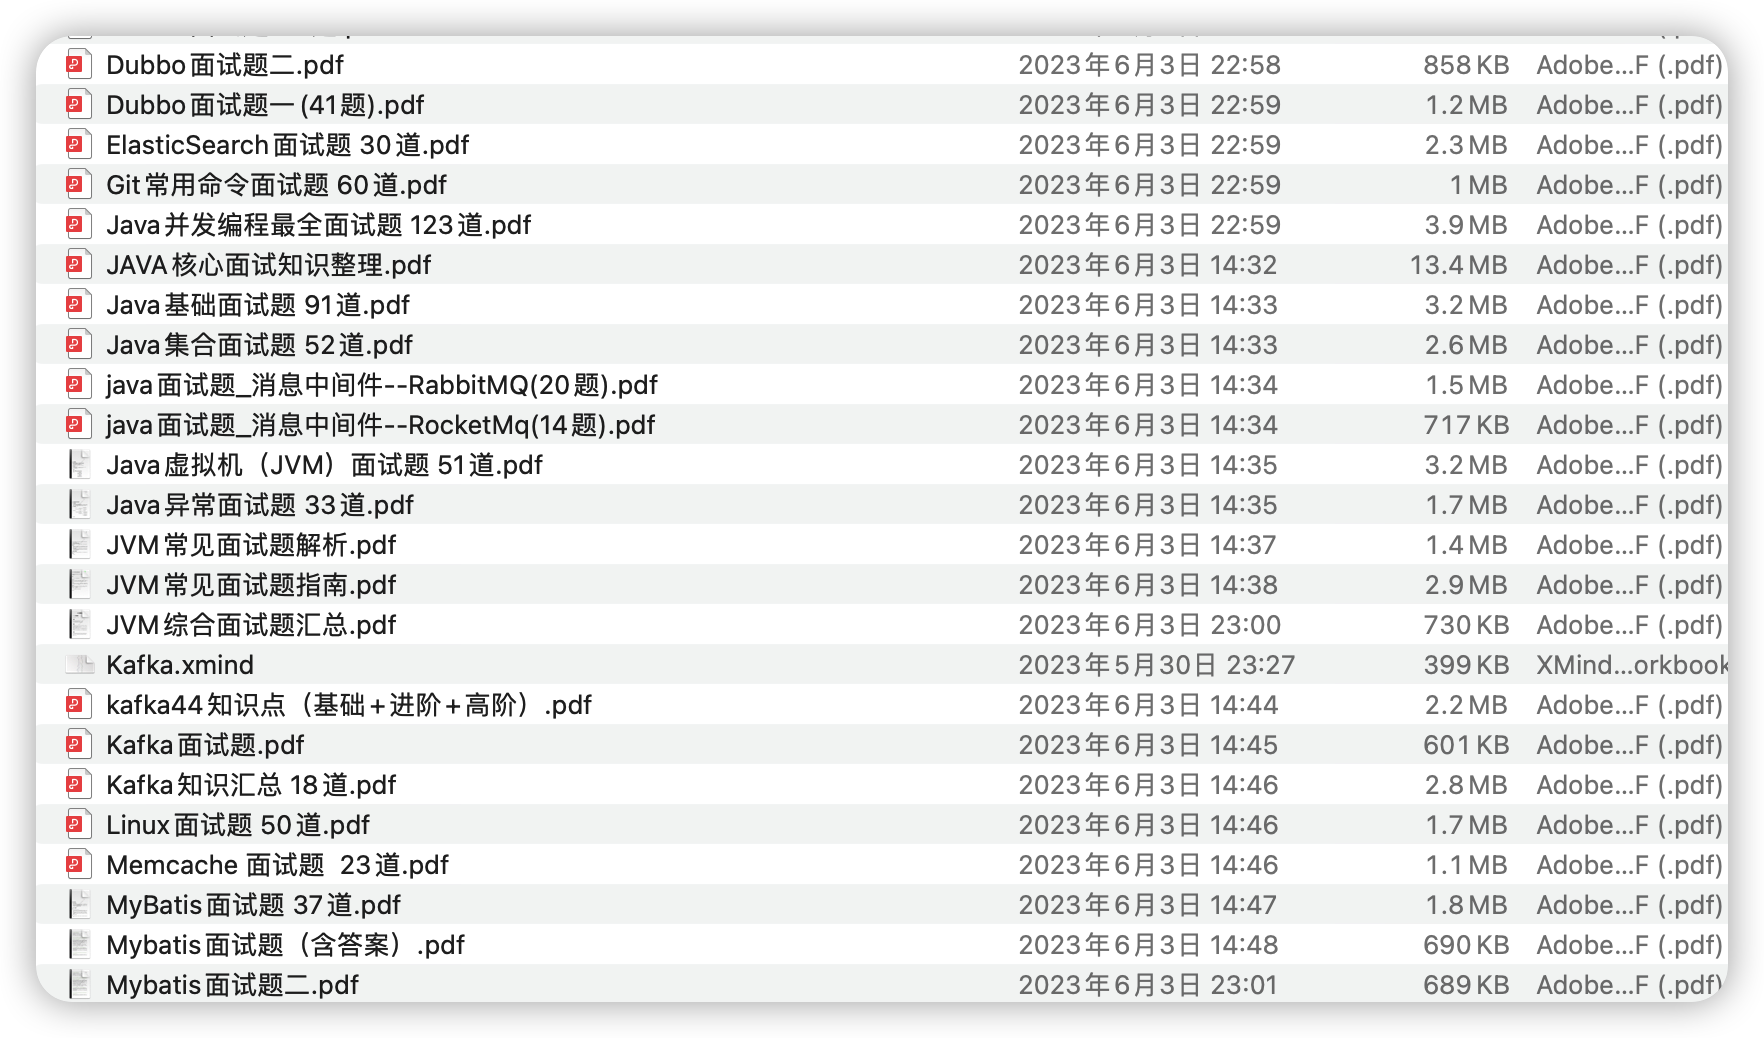 Dubbo面试题二.pdf 2023年6月3日 22:58 858 KB Adobe...F (.pdf)
Dubbo面试题一(41题).pdf 2023年6月3日 22:59 1.2 MB Adobe...F (.pdf)
ElasticSearch面试题 30道.pdf 2023年6月3日 22:59 2.3 MB Adobe...F (.pdf)
Git常用命令面试题 60道.pdf 2023年6月3日 22:59 1 MB Adobe...F (.pdf)
Java并发编程最全面试题 123道.pdf 2023年6月3日 22:59 3.9 MB Adobe...F (.pdf)
JAVA核心面试知识整理.pdf 2023年6月3日 14:32 13.4 MB Adobe...F (.pdf)
Java基础面试题 91道.pdf 2023年6月3日 14:33 3.2 MB Adobe...F (.pdf)
Java集合面试题 52道.pdf 2023年6月3日 14:33 2.6 MB Adobe...F (.pdf)
java面试题_消息中间件--RabbitMQ(20题).pdf 2023年6月3日 14:34 1.5 MB Adobe...F (.pdf)
java面试题_消息中间件--RocketMq(14题).pdf 2023年6月3日 14:34 717 KB Adobe...F (.pdf)
Java虚拟机（JVM）面试题 51道.pdf 2023年6月3日 14:35 3.2 MB Adobe...F (.pdf)
Java异常面试题 33道.pdf 2023年6月3日 14:35 1.7 MB Adobe...F (.pdf)
JVM常见面试题解析.pdf 2023年6月3日 14:37 1.4 MB Adobe...F (.pdf)
JVM常见面试题指南.pdf 2023年6月3日 14:38 2.9 MB Adobe...F (.pdf)
JVM综合面试题汇总.pdf 2023年6月3日 23:00 730 KB Adobe...F (.pdf)
Kafka.xmind 2023年5月30日 23:27 399 KB XMind...orkbook
kafka44知识点（基础+进阶+高阶）.pdf 2023年6月3日 14:44 2.2 MB Adobe...F (.pdf)
Kafka面试题.pdf 2023年6月3日 14:45 601 KB Adobe...F (.pdf)
Kafka知识汇总 18道.pdf 2023年6月3日 14:46 2.8 MB Adobe...F (.pdf)
Linux面试题 50道.pdf 2023年6月3日 14:46 1.7 MB Adobe...F (.pdf)
Memcache 面试题  23道.pdf 2023年6月3日 14:46 1.1 MB Adobe...F (.pdf)
MyBatis面试题 37道.pdf 2023年6月3日 14:47 1.8 MB Adobe...F (.pdf)
Mybatis面试题（含答案）.pdf 2023年6月3日 14:48 690 KB Adobe...F (.pdf)
Mybatis面试题二.pdf 2023年6月3日 23:01 689 KB Adobe...F (.pdf)